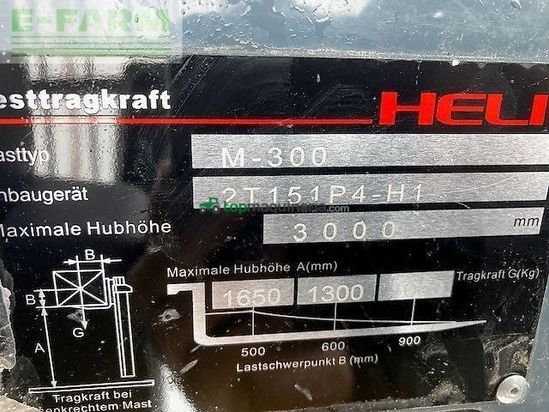 E-FARM
esttragkraft HELI
asttyp M-300
nbaugerät 2T151P4-H1
Maximale Hubhöhe 3000 mm
Maximale Hubhöhe A(mm) Tragkraft G(Kg)
1650 1300
500 600 900
Lastschwerpunkt B (mm)
B
B
G
A
Tragkraft bei
enkrechtem Mast